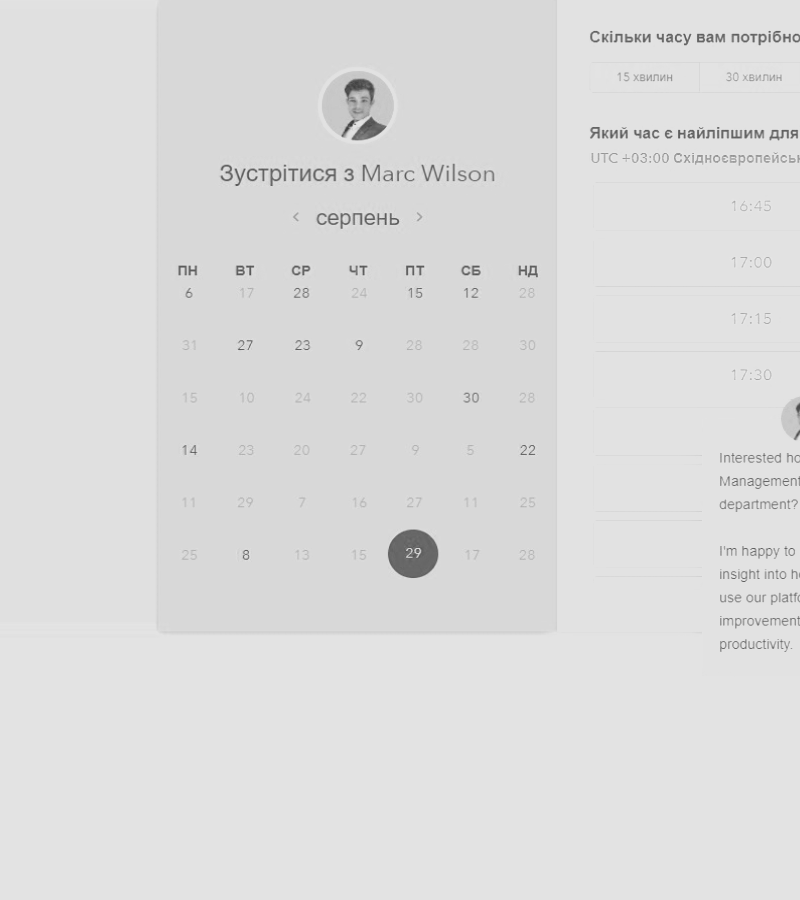 Зустрітися з Marc Wilson
‹ серпень ›
ПН ВТ СР ЧТ ПТ СБ НД
6 17 28 24 15 12 28
31 27 23 9 28 28 30
15 10 24 22 30 30 28
14 23 20 27 9 5 22
11 29 7 16 27 11 25
25 8 13 15 29 17 28
Скільки часу вам потрібно
15 хвилин 30 хвилин
Який час є найліпшим для
UTC +03:00 Східноєвропейськ
16:45
17:00
17:15
17:30
Interested ho
Management
department?
I'm happy to
insight into h
use our platfo
improvement
productivity.